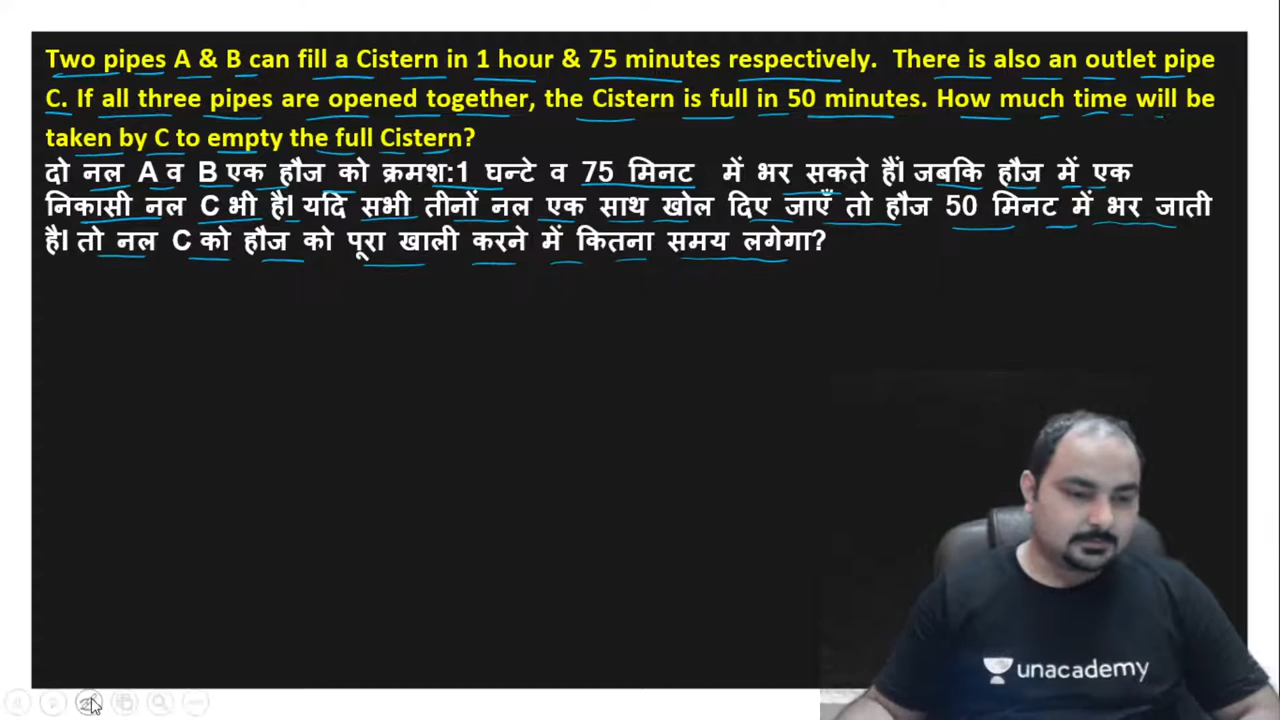 Two pipes A & B can fill a Cistern in 1 hour & 75 minutes respectively. There is also an outlet pipe
C. If all three pipes are opened together, the Cistern is full in 50 minutes. How much time will be
taken by C to empty the full Cistern?
दो नल A व B एक हौज को क्रमश:1 घन्टे व 75 मिनट में भर सकते हैं। जबकि हौज में एक
निकासी नल C भी है। यदि सभी तीनों नल एक साथ खोल दिए जाएँ तो हौज 50 मिनट में भर जाती
है। तो नल C को हौज को पूरा खाली करने में कितना समय लगेगा?
unacademy